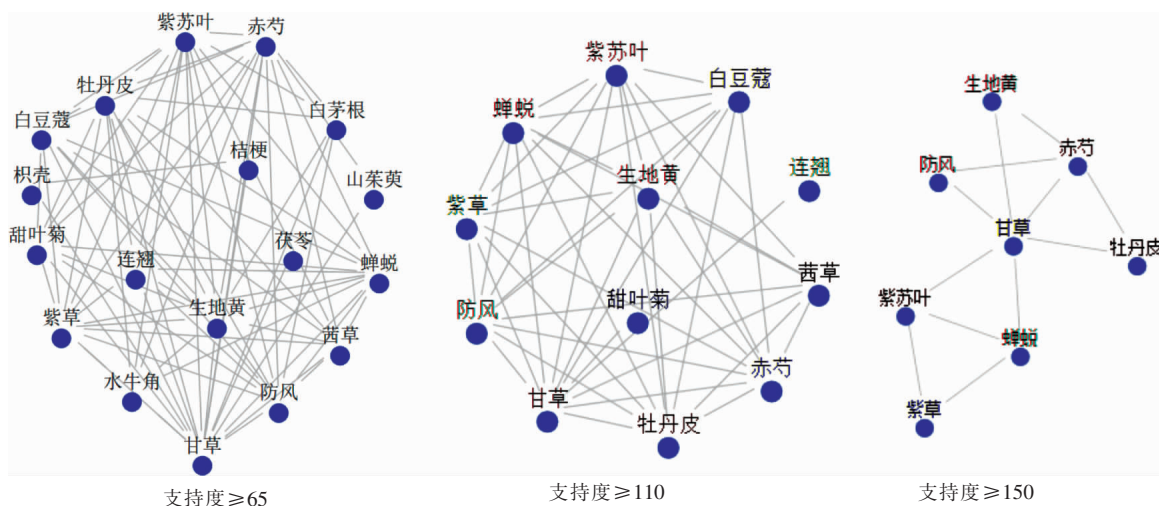 紫苏叶
赤芍
牡丹皮
白豆蔻
白茅根
桔梗
枳壳
山茱萸
甜叶菊
连翘
茯苓
蝉蜕
紫草
生地黄
茜草
水牛角
防风
甘草
支持度≥65
紫苏叶
白豆蔻
蝉蜕
连翘
生地黄
紫草
茜草
防风
甜叶菊
赤芍
甘草
牡丹皮
支持度≥110
生地黄
赤芍
防风
甘草
牡丹皮
紫苏叶
蝉蜕
紫草
支持度≥150